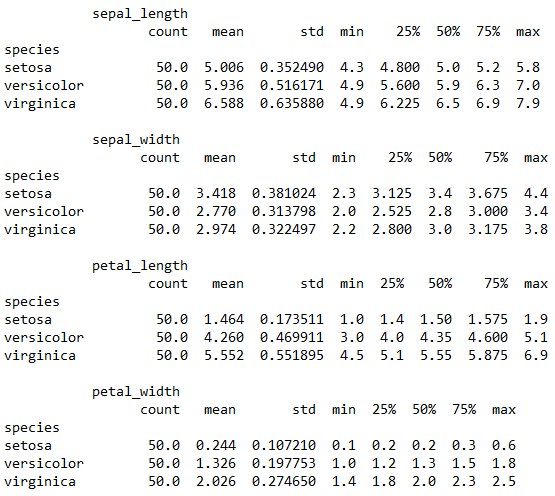 sepal_length
count mean std min 25% 50% 75% max
species
setosa 50.0 5.006 0.352490 4.3 4.800 5.0 5.2 5.8
versicolor 50.0 5.936 0.516171 4.9 5.600 5.9 6.3 7.0
virginica 50.0 6.588 0.635880 4.9 6.225 6.5 6.9 7.9
sepal_width
count mean std min 25% 50% 75% max
species
setosa 50.0 3.418 0.381024 2.3 3.125 3.4 3.675 4.4
versicolor 50.0 2.770 0.313798 2.0 2.525 2.8 3.000 3.4
virginica 50.0 2.974 0.322497 2.2 2.800 3.0 3.175 3.8
petal_length
count mean std min 25% 50% 75% max
species
setosa 50.0 1.464 0.173511 1.0 1.4 1.50 1.575 1.9
versicolor 50.0 4.260 0.469911 3.0 4.0 4.35 4.600 5.1
virginica 50.0 5.552 0.551895 4.5 5.1 5.55 5.875 6.9
petal_width
count mean std min 25% 50% 75% max
species
setosa 50.0 0.244 0.107210 0.1 0.2 0.2 0.3 0.6
versicolor 50.0 1.326 0.197753 1.0 1.2 1.3 1.5 1.8
virginica 50.0 2.026 0.274650 1.4 1.8 2.0 2.3 2.5